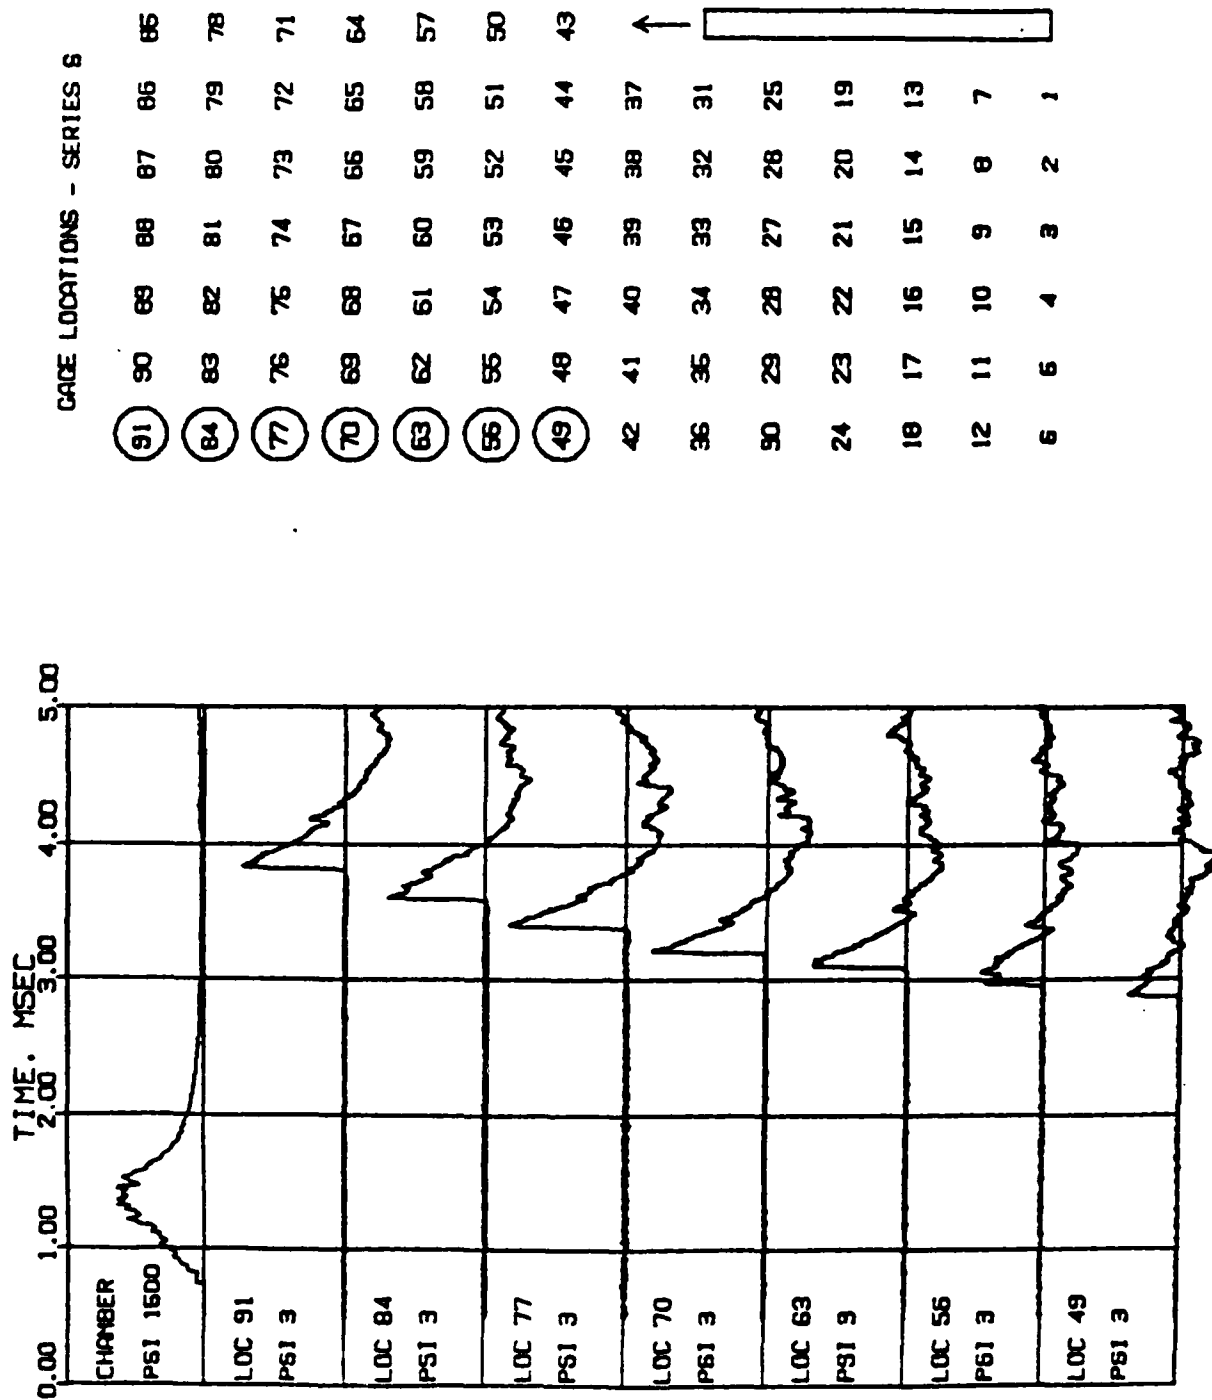 TIME, MSEC
0.00 1.00 2.00 3.00 4.00 5.00
CHAMBER
PSI 1500
LOC 91
PSI 3
LOC 84
PSI 3
LOC 77
PSI 3
LOC 70
PSI 3
LOC 63
PSI 3
LOC 56
PSI 3
LOC 49
PSI 3
GAGE LOCATIONS - SERIES 6
91 90 89 88 87 86 85
84 83 82 81 80 79 78
77 76 75 74 73 72 71
70 69 68 67 66 65 64
63 62 61 60 59 58 57
56 55 54 53 52 51 50
49 48 47 46 45 44 43
42 41 40 39 38 37
36 35 34 33 32 31
30 29 28 27 26 25
24 23 22 21 20 19
18 17 16 15 14 13
12 11 10 9 8 7
6 5 4 3 2 1